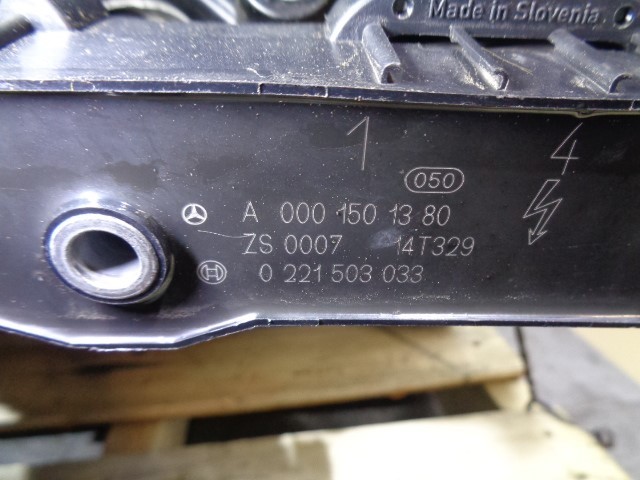 Made in Slovenia
1
4
050
A 000 150 13 80
ZS 0007 14T329
0 221 503 033